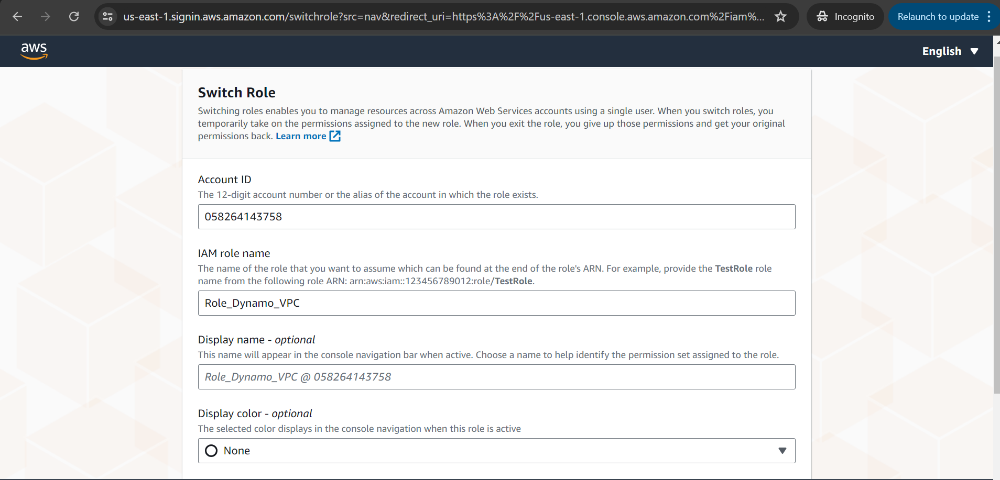 us-east-1.signin.aws.amazon.com/switchrole?src=nav&redirect_uri=https%3A%2F%2Fus-east-1.console.aws.amazon.com%2Fiam%...
Incognito
Relaunch to update
aws
English
Switch Role
Switching roles enables you to manage resources across Amazon Web Services accounts using a single user. When you switch roles, you
temporarily take on the permissions assigned to the new role. When you exit the role, you give up those permissions and get your original
permissions back. Learn more
Account ID
The 12-digit account number or the alias of the account in which the role exists.
058264143758
IAM role name
The name of the role that you want to assume which can be found at the end of the role's ARN. For example, provide the TestRole role
name from the following role ARN: arn:aws:iam::123456789012:role/TestRole.
Role_Dynamo_VPC
Display name - optional
This name will appear in the console navigation bar when active. Choose a name to help identify the permission set assigned to the role.
Role_Dynamo_VPC @ 058264143758
Display color - optional
The selected color displays in the console navigation when this role is active
None